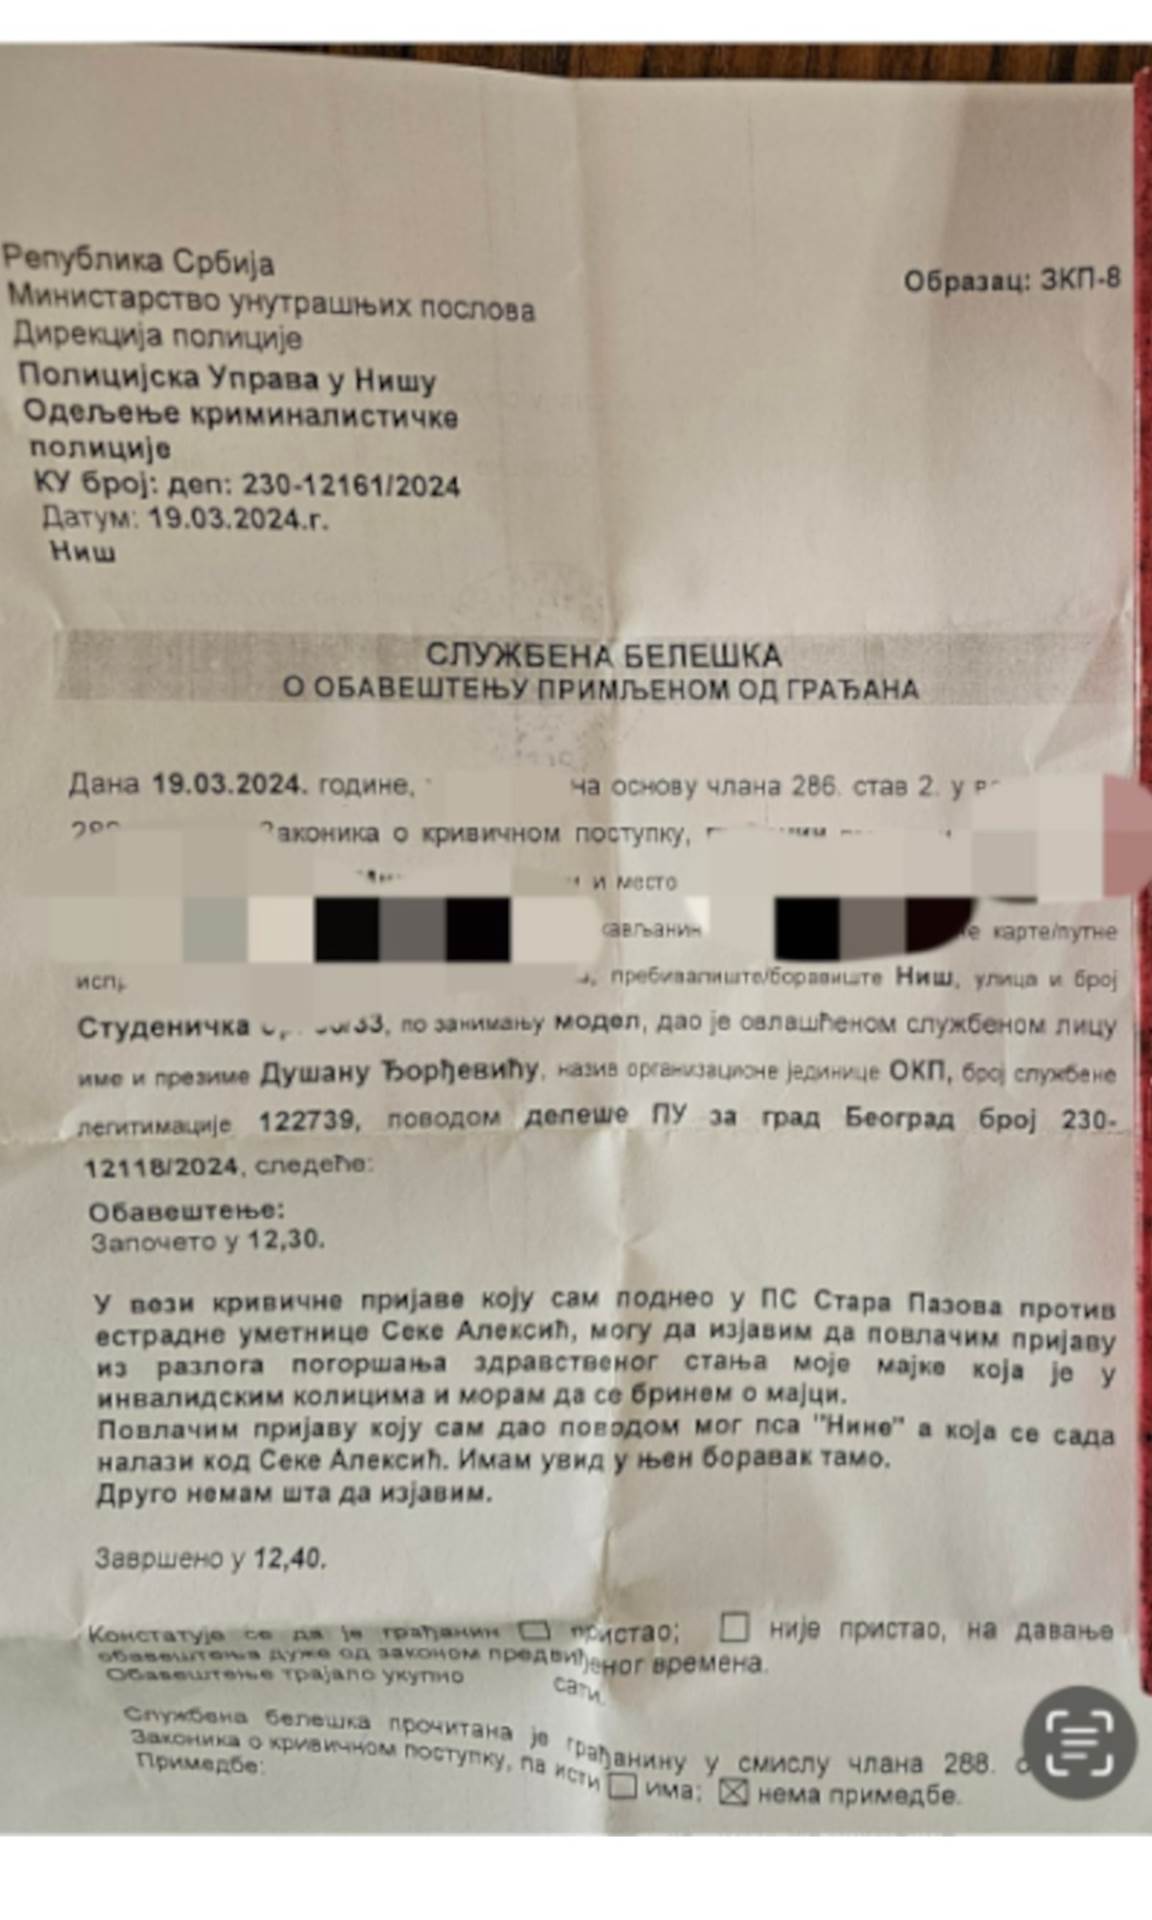 Република Србија
Министарство унутрашњих послова
Дирекција полиције
Полицијска Управа у Нишу
Одељење криминалистичке
полиције
КУ број: деп: 230-12161/2024
Датум: 19.03.2024.г.
Ниш
Образац: ЗКП-8
СЛУЖБЕНА БЕЛЕШКА
О ОБАВЕШТЕЊУ ПРИМЉЕНОМ ОД ГРАЂАНА
Дана 19.03.2024. године, на основу члана 286. став 2. у
Законика о кривичном поступку,
и место
карте/путне
пребивалиште/боравиште Ниш, улица и број
Студеничка по занимању модел, дао је овлашћеном службеном лицу
име и презиме Душану Ђорђевићу, назив организационе јединице ОКП, број службене
легитимације 122739, поводом депеше ПУ за град Београд број 230-
12118/2024, следеће:
Обавештење:
Започето у 12,30.
У вези кривичне пријаве коју сам поднео у ПС Стара Пазова против
естрадне уметнице Секе Алексић, могу да изјавим да повлачим пријаву
из разлога погоршања здравственог стања моје мајке која је у
инвалидским колицима и морам да се бринем о мајци.
Повлачим пријаву коју сам дао поводом мог пса "Нине" а која се сада
налази код Секе Алексић. Имам увид у њен боравак тамо.
Друго немам шта да изјавим.
Завршено у 12,40.
Констатује се да је грађанин пристао; није пристао, на давање
обавештења дуже од законом предвиђеног времена.
Обавештење трајало укупно сати.
Службена белешка прочитана је грађанину у смислу члана 288.
Законика о кривичном поступку, па исти има; нема примедбе.
Примедбе: